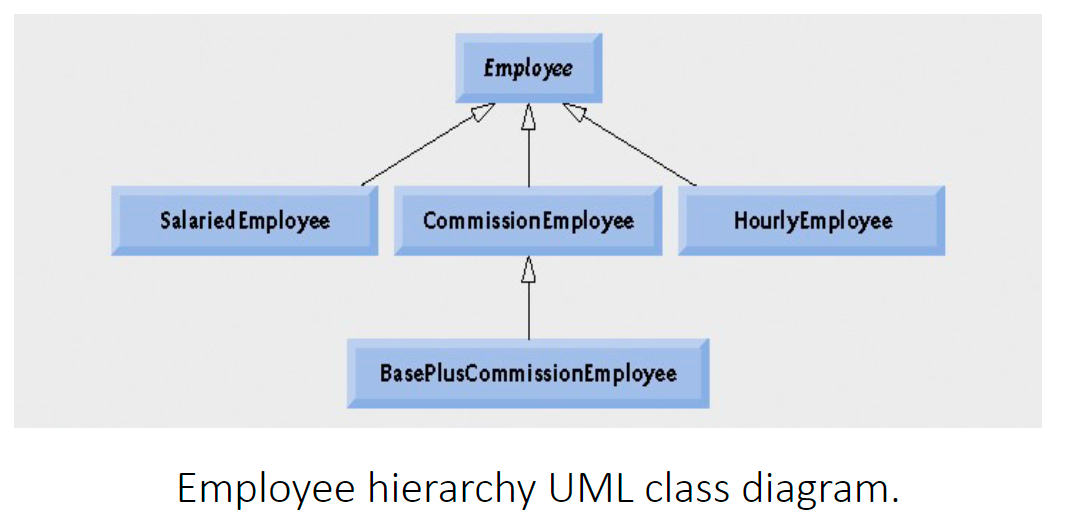 Employee
SalariedEmployee
CommissionEmployee
HourlyEmployee
BasePlusCommissionEmployee
Employee hierarchy UML class diagram.